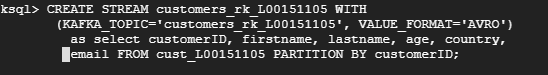 ksql> CREATE STREAM customers_rk_L00151105 WITH
(KAFKA_TOPIC='customers_rk_L00151105', VALUE_FORMAT='AVRO')
as select customerID, firstname, lastname, age, country,
email FROM cust_L00151105 PARTITION BY customerID;